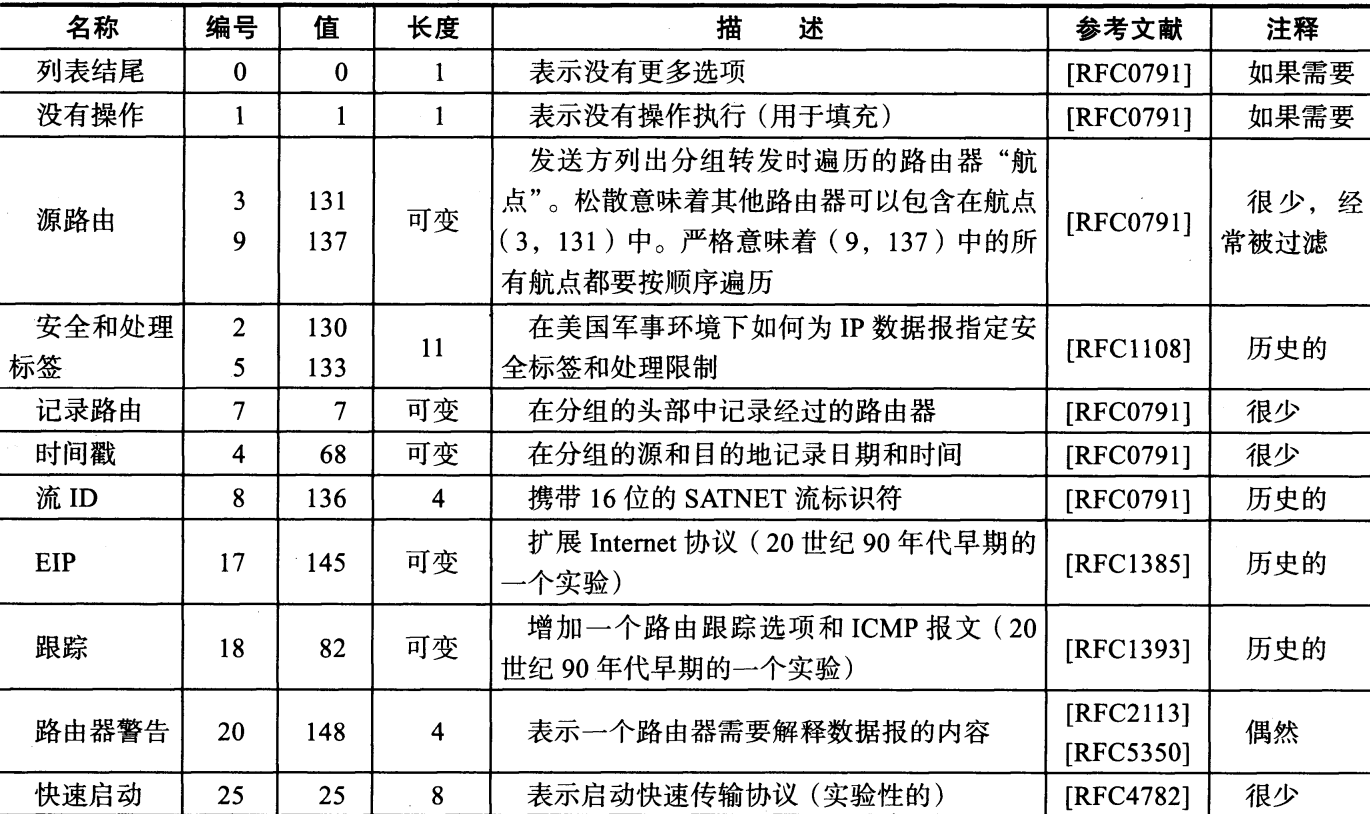 名称 编号 值 长度 描 述 参考文献 注释
列表结尾 0 0 1 表示没有更多选项 [RFC0791] 如果需要
没有操作 1 1 1 表示没有操作执行（用于填充） [RFC0791] 如果需要
源路由 3 9 131 137 可变 发送方列出分组转发时遍历的路由器“航
点”。松散意味着其他路由器可以包含在航点
（3，131）中。严格意味着（9，137）中的所
有航点都要按顺序遍历
[RFC0791] 很少，经
常被过滤
安全和处理
标签
2 130
5 133
11
在美国军事环境下如何为 IP 数据报指定安
全标签和处理限制
[RFC1108] 历史的
记录路由 7 7 可变 在分组的头部中记录经过的路由器 [RFC0791] 很少
时间戳 4 68 可变 在分组的源和目的地记录日期和时间 [RFC0791] 很少
流 ID 8 136 4 携带 16 位的 SATNET 流标识符 [RFC0791] 历史的
EIP 17 145 可变 扩展 Internet 协议（20 世纪 90 年代早期的
一个实验）
[RFC1385] 历史的
跟踪 18 82 可变 增加一个路由跟踪选项和 ICMP 报文（20
世纪 90 年代早期的一个实验）
[RFC1393] 历史的
路由器警告 20 148 4 表示一个路由器需要解释数据报的内容 [RFC2113]
[RFC5350]
偶然
快速启动 25 25 8 表示启动快速传输协议（实验性的） [RFC4782] 很少